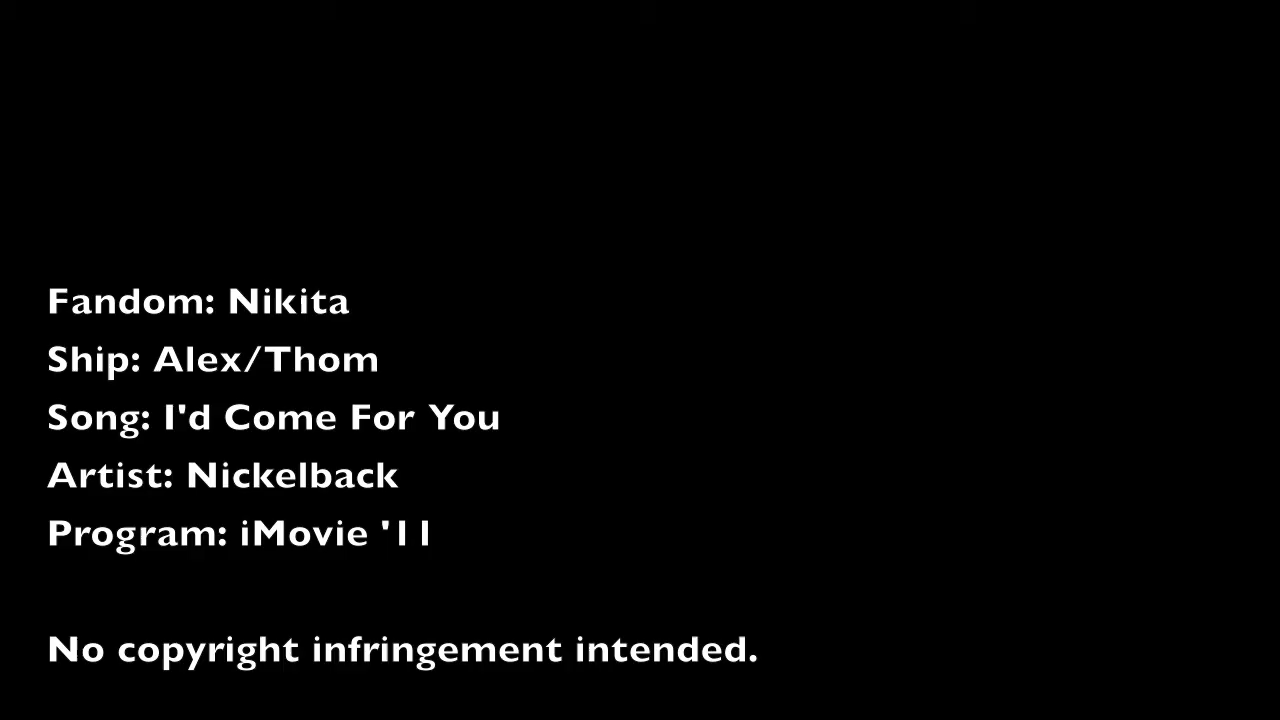 Fandom: Nikita
Ship: Alex/Thom
Song: I'd Come For You
Artist: Nickelback
Program: iMovie '11
No copyright infringement intended.